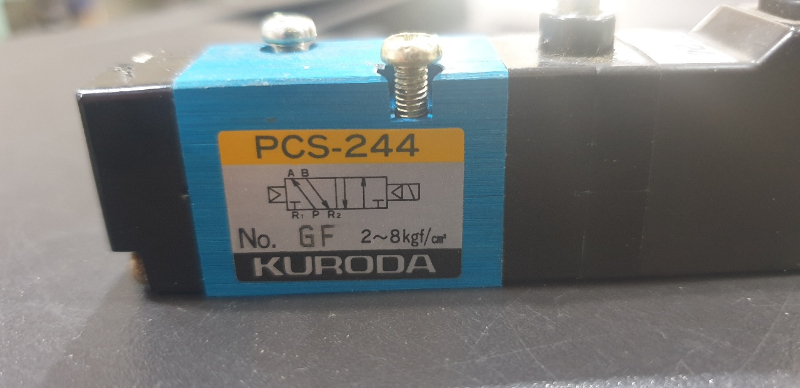 PCS-244
A B
R₁ P R₂
No. GF 2~8kgf/cm²
KURODA